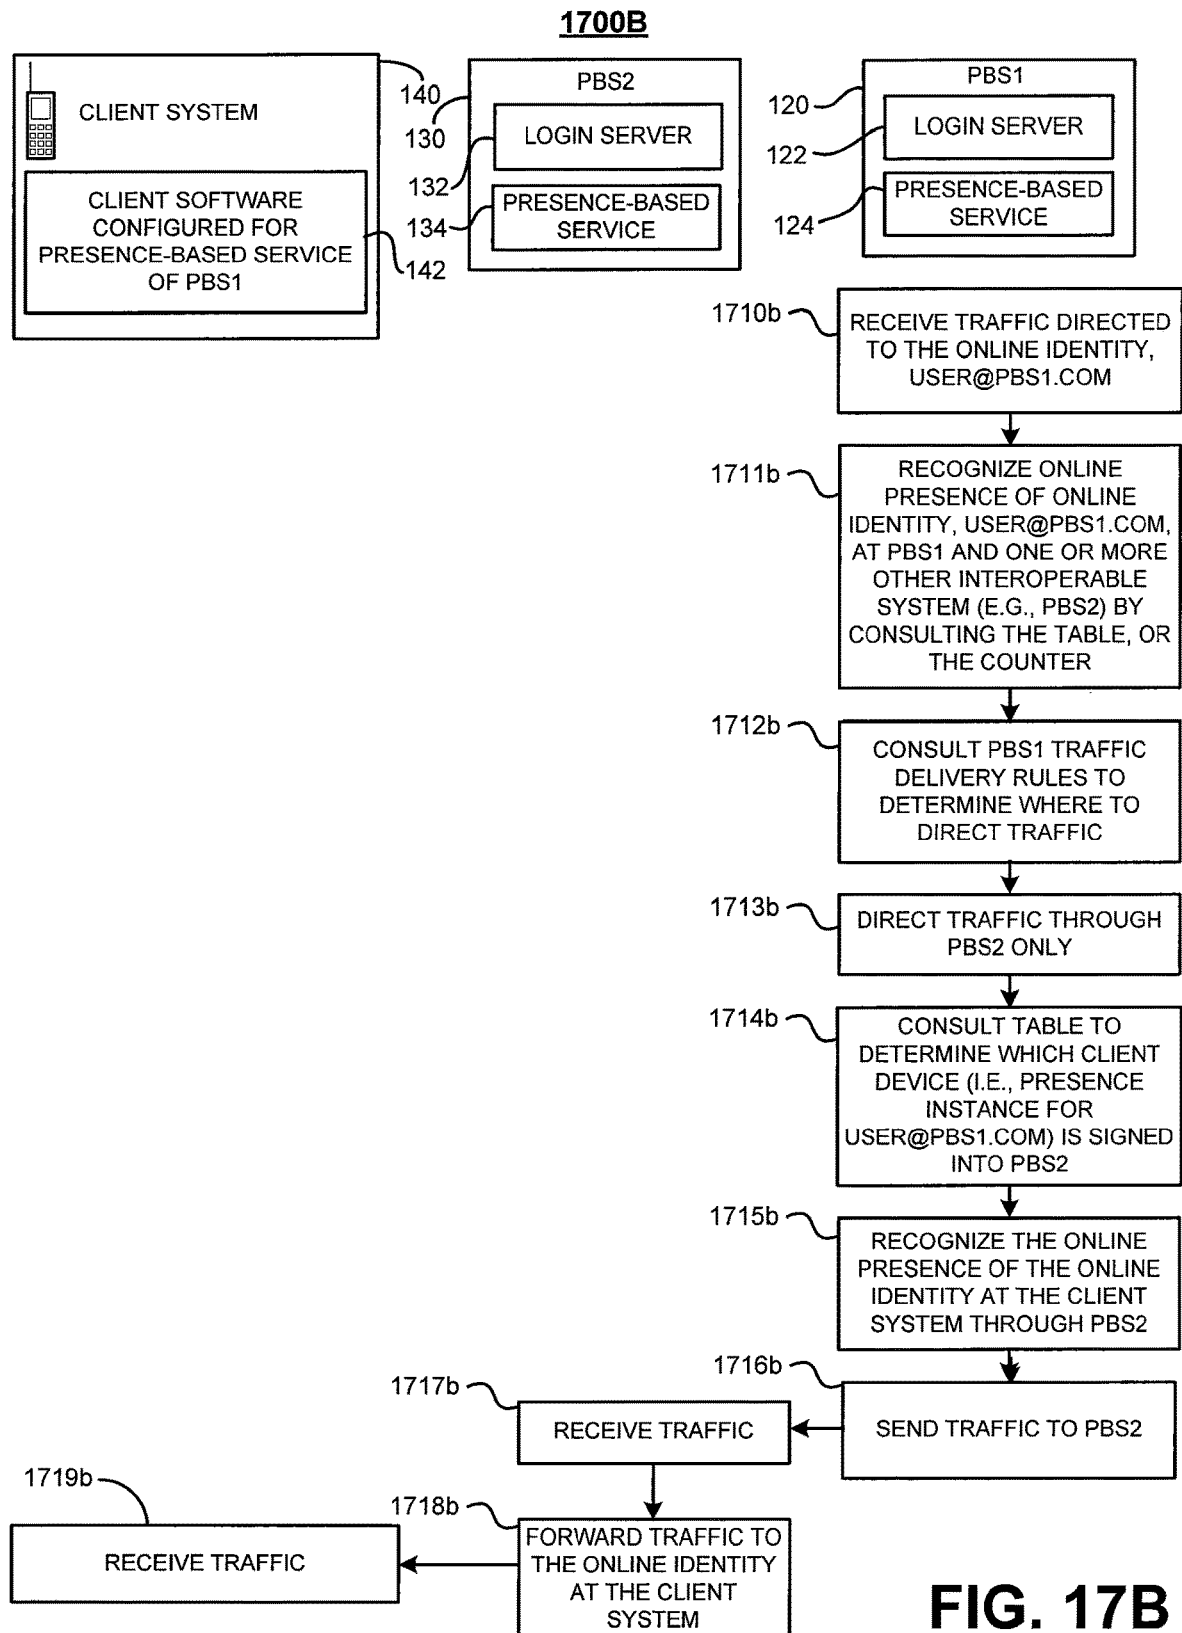 1700B
CLIENT SYSTEM
140
CLIENT SOFTWARE
CONFIGURED FOR
PRESENCE-BASED SERVICE
OF PBS1
142
PBS2
130
LOGIN SERVER
132
PRESENCE-BASED
SERVICE
134
PBS1
120
LOGIN SERVER
122
PRESENCE-BASED
SERVICE
124
1710b
RECEIVE TRAFFIC DIRECTED
TO THE ONLINE IDENTITY,
USER@PBS1.COM
1711b
RECOGNIZE ONLINE
PRESENCE OF ONLINE
IDENTITY, USER@PBS1.COM,
AT PBS1 AND ONE OR MORE
OTHER INTEROPERABLE
SYSTEM (E.G., PBS2) BY
CONSULTING THE TABLE, OR
THE COUNTER
1712b
CONSULT PBS1 TRAFFIC
DELIVERY RULES TO
DETERMINE WHERE TO
DIRECT TRAFFIC
1713b
DIRECT TRAFFIC THROUGH
PBS2 ONLY
1714b
CONSULT TABLE TO
DETERMINE WHICH CLIENT
DEVICE (I.E., PRESENCE
INSTANCE FOR
USER@PBS1.COM) IS SIGNED
INTO PBS2
1715b
RECOGNIZE THE ONLINE
PRESENCE OF THE ONLINE
IDENTITY AT THE CLIENT
SYSTEM THROUGH PBS2
1716b
SEND TRAFFIC TO PBS2
1717b
RECEIVE TRAFFIC
1718b
FORWARD TRAFFIC TO
THE ONLINE IDENTITY
AT THE CLIENT
SYSTEM
1719b
RECEIVE TRAFFIC
FIG. 17B